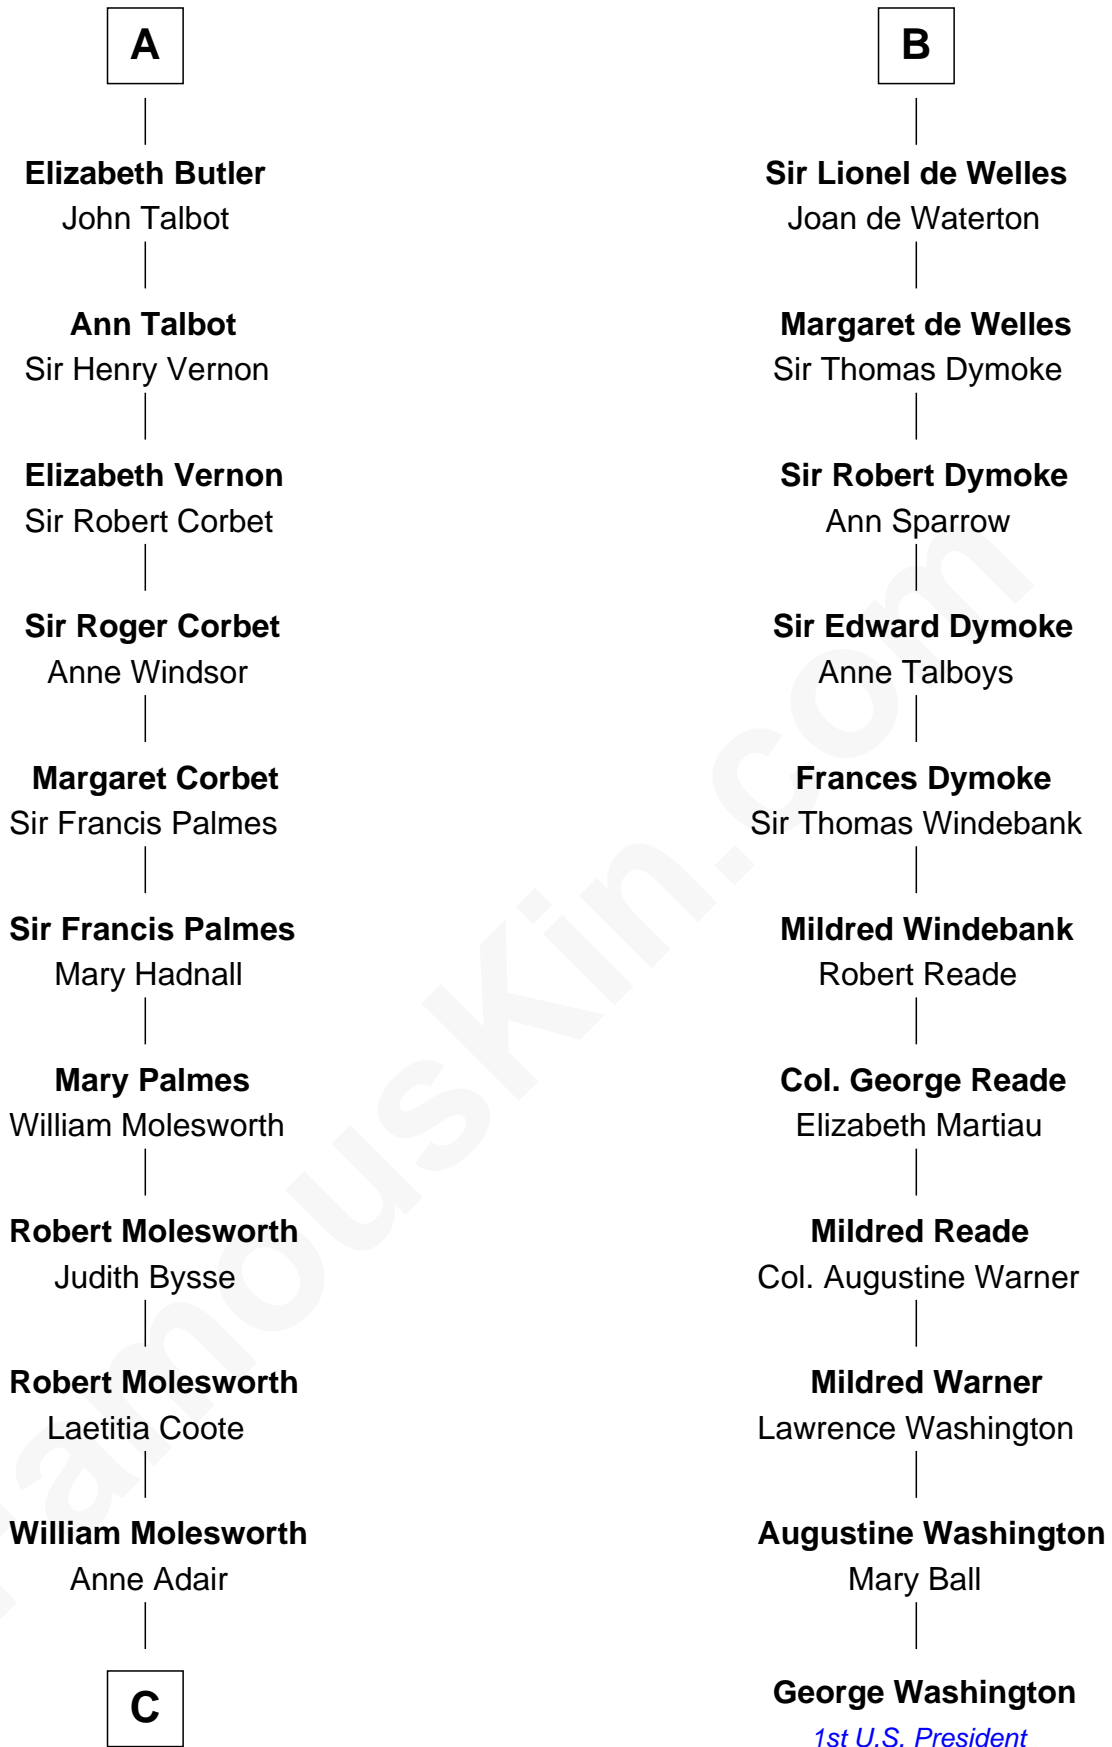 A
Elizabeth Butler
John Talbot
Ann Talbot
Sir Henry Vernon
Elizabeth Vernon
Sir Robert Corbet
Sir Roger Corbet
Anne Windsor
Margaret Corbet
Sir Francis Palmes
Sir Francis Palmes
Mary Hadnall
Mary Palmes
William Molesworth
Robert Molesworth
Judith Bysse
Robert Molesworth
Laetitia Coote
William Molesworth
Anne Adair
C
B
Sir Lionel de Welles
Joan de Waterton
Margaret de Welles
Sir Thomas Dymoke
Sir Robert Dymoke
Ann Sparrow
Sir Edward Dymoke
Anne Talboys
Frances Dymoke
Sir Thomas Windebank
Mildred Windebank
Robert Reade
Col. George Reade
Elizabeth Martiau
Mildred Reade
Col. Augustine Warner
Mildred Warner
Lawrence Washington
Augustine Washington
Mary Ball
George Washington
1st U.S. President
FamousKin.com